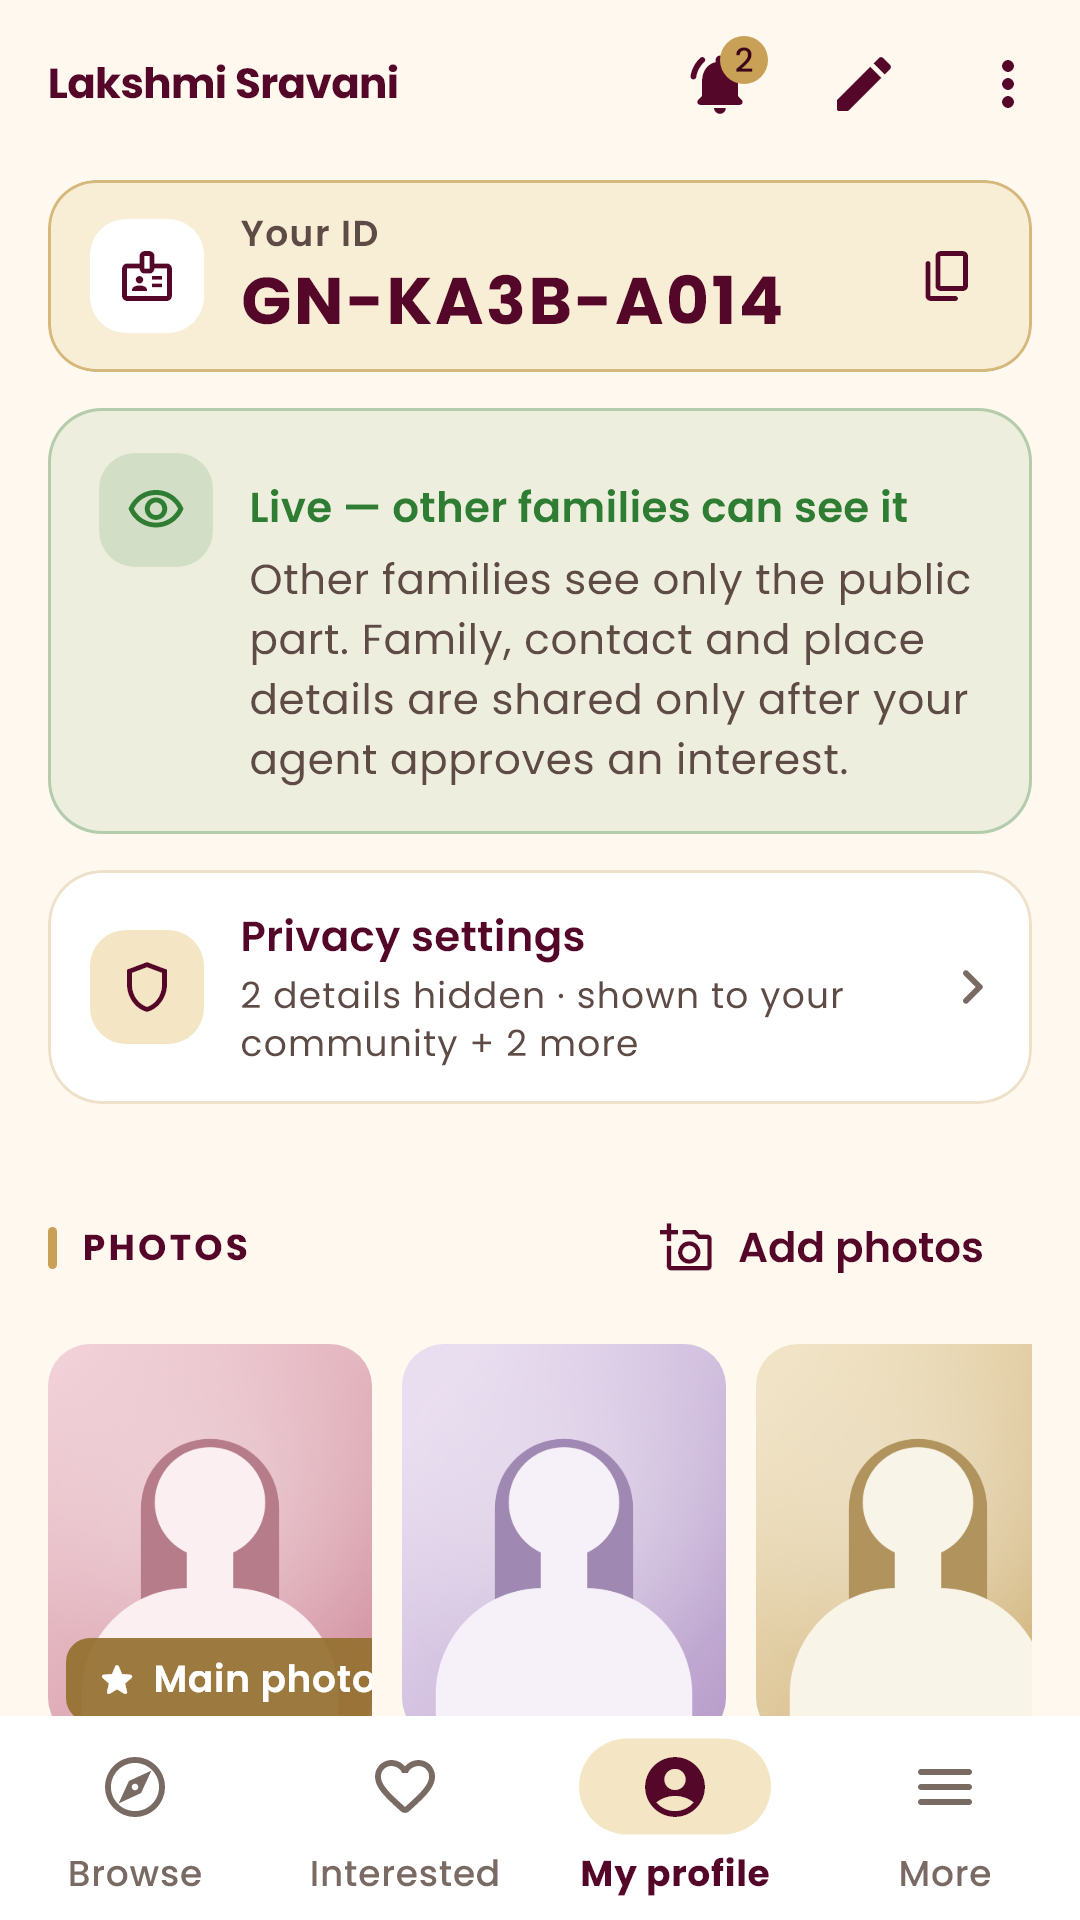 Lakshmi Sravani
2
Your ID
GN-KA3B-A014
Live — other families can see it
Other families see only the public
part. Family, contact and place
details are shared only after your
agent approves an interest.
Privacy settings
2 details hidden · shown to your
community + 2 more
PHOTOS
Add photos
Main photo
Browse
Interested
My profile
More